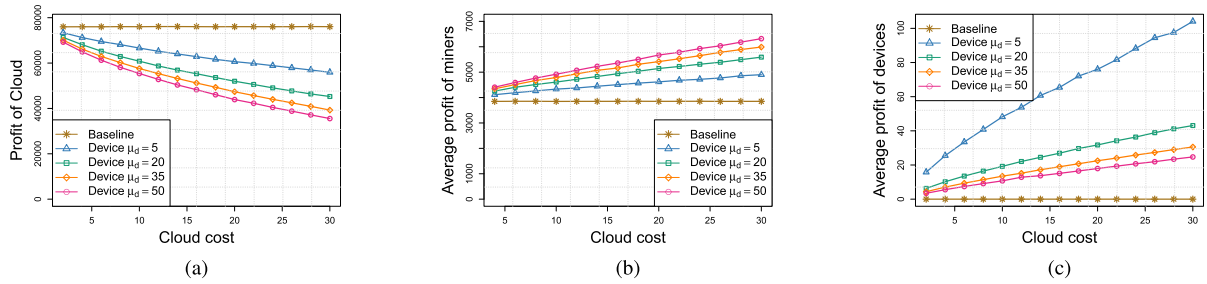 Profit of Cloud
80000
60000
40000
20000
0
Baseline
Device μd = 5
Device μd = 20
Device μd = 35
Device μd = 50
5 10 15 20 25 30
Cloud cost
(a)
Average profit of miners
7000
5000
3000
1000
0
Baseline
Device μd = 5
Device μd = 20
Device μd = 35
Device μd = 50
5 10 15 20 25 30
Cloud cost
(b)
Average profit of devices
100
80
60
40
20
0
Baseline
Device μd = 5
Device μd = 20
Device μd = 35
Device μd = 50
5 10 15 20 25 30
Cloud cost
(c)